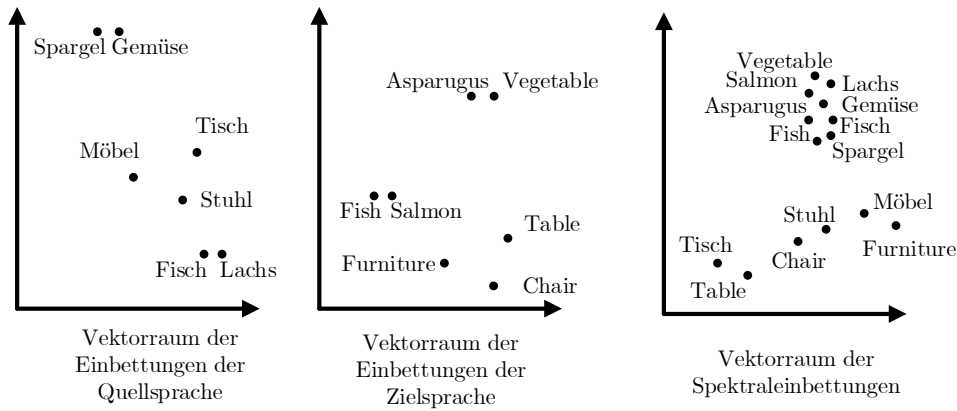 Spargel Gemüse
Tisch
Möbel
Stuhl
Fisch Lachs
Vektorraum der
Einbettungen der
Quellsprache
Asparugus Vegetable
Fish Salmon
Table
Furniture
Chair
Vektorraum der
Einbettungen der
Zielsprache
Vegetable
Salmon Lachs
Asparugus Gemüse
Fish Fisch
Spargel
Möbel
Stuhl
Tisch Furniture
Chair
Table
Vektorraum der
Spektraleinbettungen